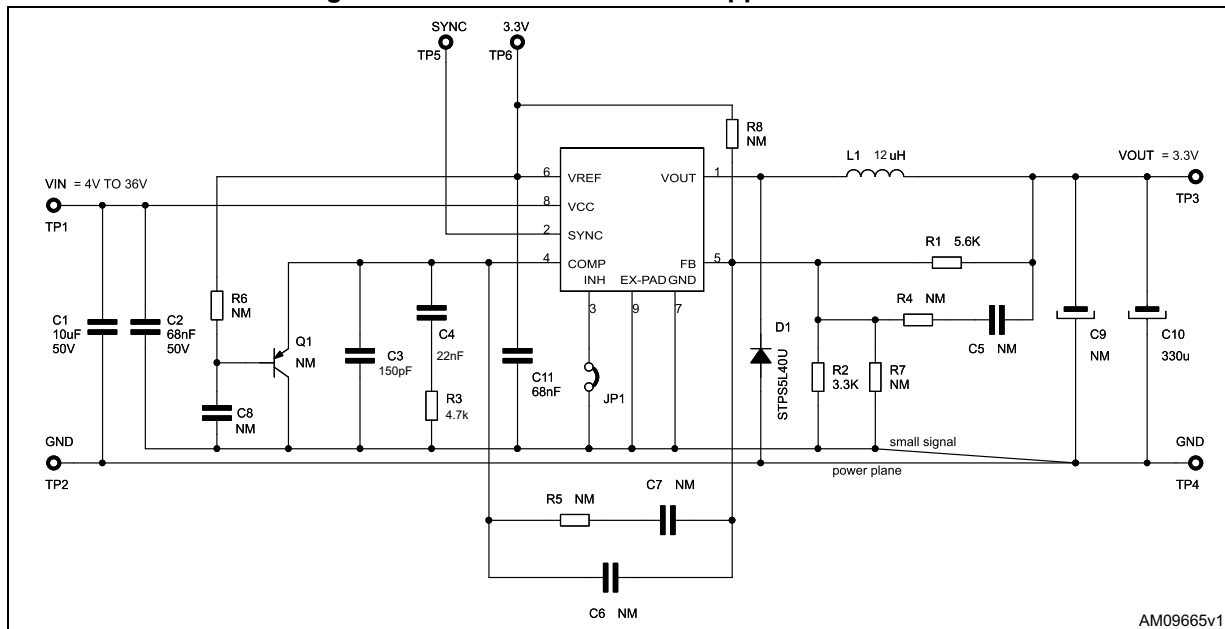 SYNC
TP5
3.3V
TP6
R8
NM
VIN = 4V TO 36V
TP1
6 VREF
8 VCC
2 SYNC
4 COMP
INH
EX-PAD
GND
VOUT 1
FB 5
3
9
7
L1 12 uH
VOUT = 3.3V
TP3
R1 5.6K
R4 NM
C5 NM
C1
10uF
50V
C2
68nF
50V
R6
NM
Q1
NM
C8
NM
C3
150pF
C4
22nF
R3
4.7k
C11
68nF
JP1
D1
STPS5L40U
R2
3.3K
R7
NM
C9
NM
C10
330u
GND
TP2
small signal
power plane
GND
TP4
R5 NM
C7 NM
C6 NM
AM09665v1